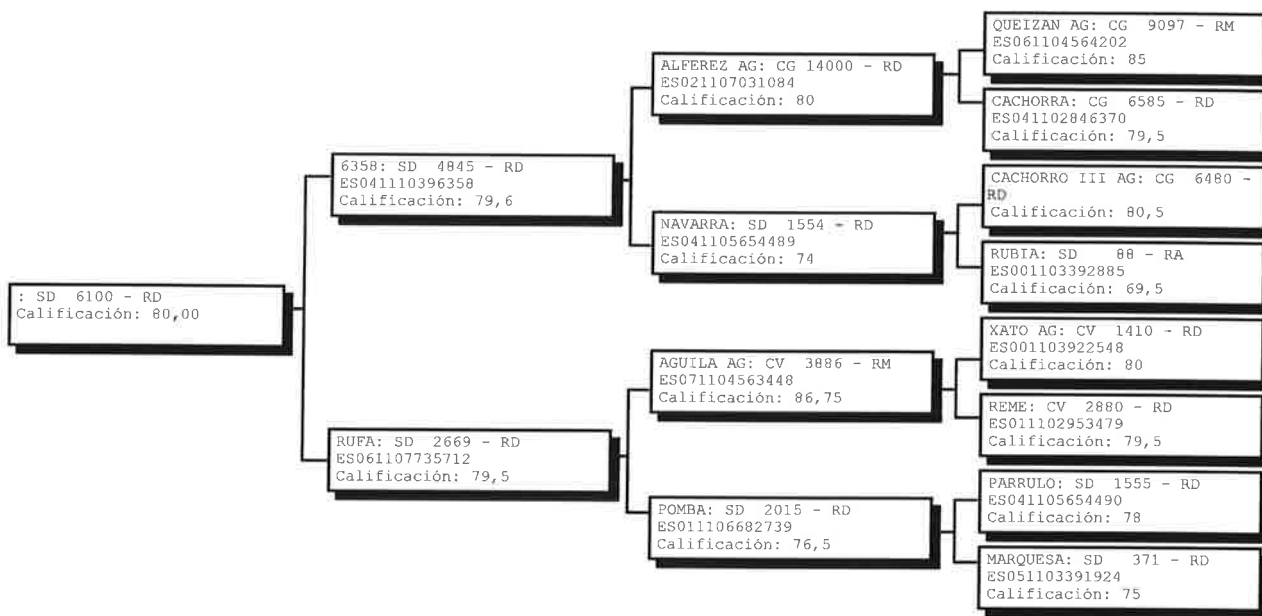 : SD 6100 - RD
Calificación: 80,00
6358: SD 4845 - RD
ES041110396358
Calificación: 79,6
RUFA: SD 2669 - RD
ES061107735712
Calificación: 79,5
ALFEREZ AG: CG 14000 - RD
ES021107031084
Calificación: 80
NAVARRA: SD 1554 - RD
ES041105654489
Calificación: 74
AGUILA AG: CV 3886 - RM
ES071104563448
Calificación: 86,75
POMBA: SD 2015 - RD
ES011106682739
Calificación: 76,5
QUEIZAN AG: CG 9097 - RM
ES061104564202
Calificación: 85
CACHORRA: CG 6585 - RD
ES041102846370
Calificación: 79,5
CACHORRO III AG: CG 6480 -
RD
Calificación: 80,5
RUBIA: SD 88 - RA
ES001103392885
Calificación: 69,5
XATO AG: CV 1410 - RD
ES001103922548
Calificación: 80
REME: CV 2880 - RD
ES011102953479
Calificación: 79,5
PARRULO: SD 1555 - RD
ES041105654490
Calificación: 78
MARQUESA: SD 371 - RD
ES051103391924
Calificación: 75